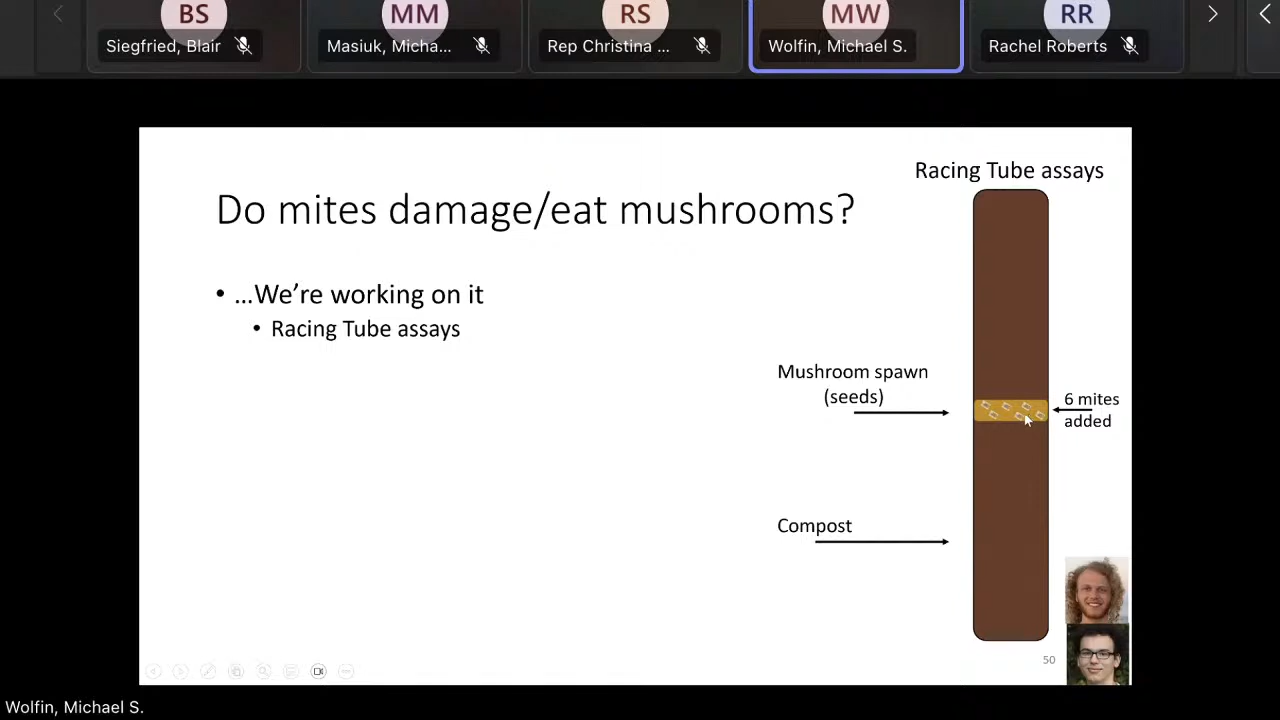 BS
MM
RS
MW
RR
Siegfried, Blair
Masiuk, Micha...
Rep Christina ...
Wolfin, Michael S.
Rachel Roberts
Racing Tube assays
Do mites damage/eat mushrooms?
• …We're working on it
• Racing Tube assays
Mushroom spawn
(seeds)
6 mites
added
Compost
50
Wolfin, Michael S.